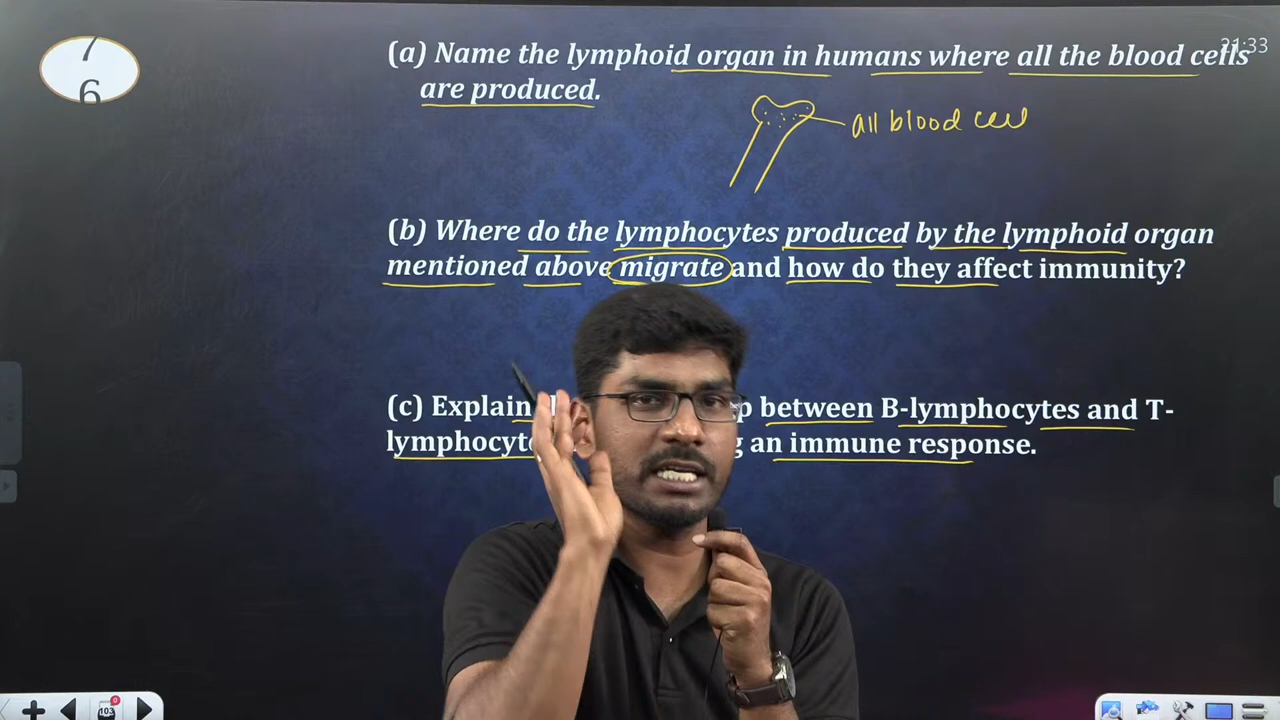 7
6
21:33
(a) Name the lymphoid organ in humans where all the blood cells
are produced.
all blood cell
(b) Where do the lymphocytes produced by the lymphoid organ
mentioned above migrate and how do they affect immunity?
(c) Explain between B-lymphocytes and T-
lymphocyt an immune response.
103
0